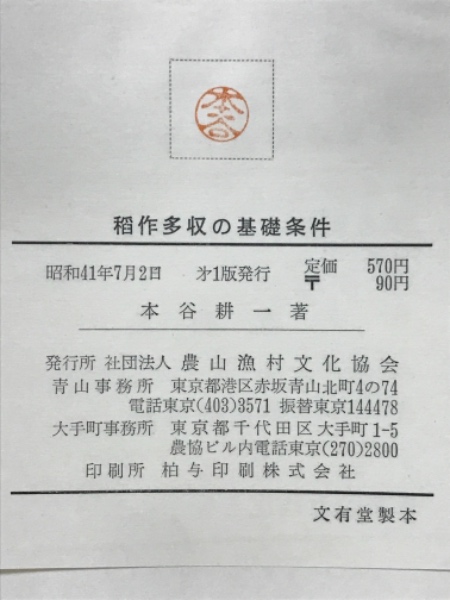 本谷
稲作多収の基礎条件
昭和41年7月2日 才1版発行 定価 570円
〒 90円
本谷耕一著
発行所 社団法人 農山漁村文化協会
青山事務所 東京都港区赤坂青山北町4の74
電話東京(403)3571 振替東京144478
大手町事務所 東京都千代田区大手町1-5
農協ビル内電話東京(270)2800
印刷所 柏与印刷株式会社
文有堂製本